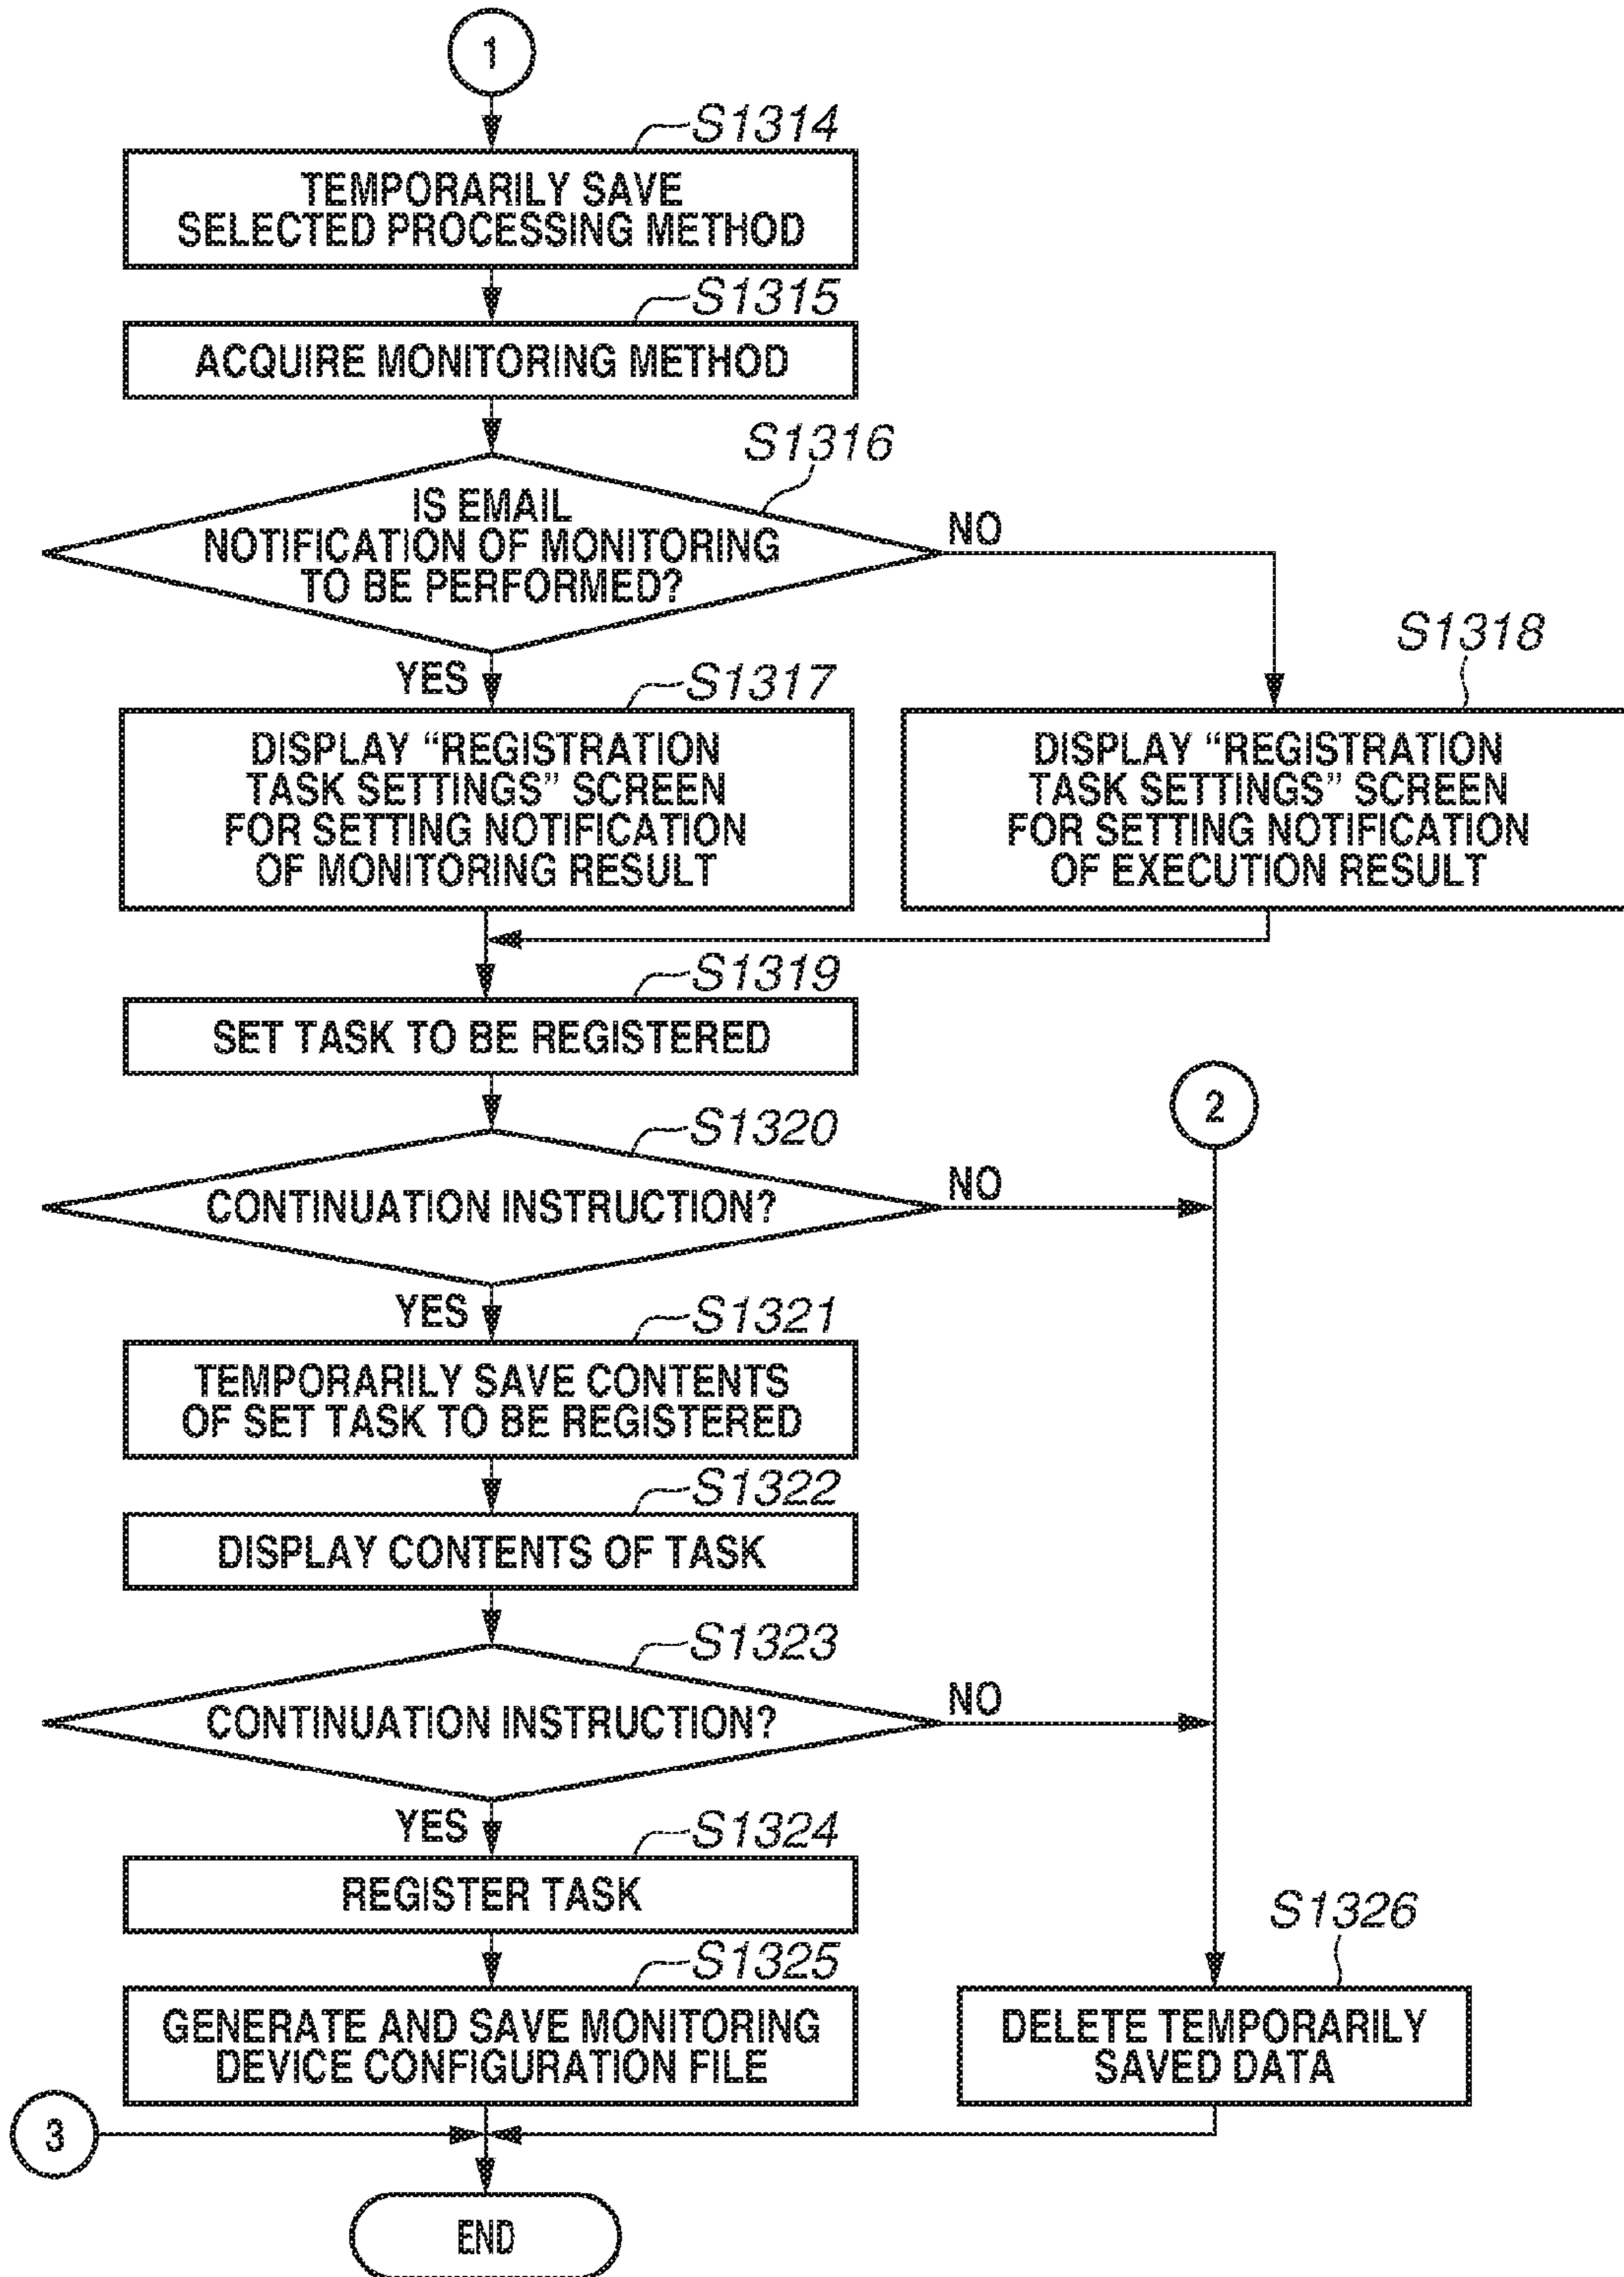 1
S1314
TEMPORARILY SAVE
SELECTED PROCESSING METHOD
S1315
ACQUIRE MONITORING METHOD
S1316
IS EMAIL
NOTIFICATION OF MONITORING
TO BE PERFORMED?
NO
YES
S1317
DISPLAY “REGISTRATION
TASK SETTINGS” SCREEN
FOR SETTING NOTIFICATION
OF MONITORING RESULT
S1318
DISPLAY “REGISTRATION
TASK SETTINGS” SCREEN
FOR SETTING NOTIFICATION
OF EXECUTION RESULT
S1319
SET TASK TO BE REGISTERED
2
S1320
CONTINUATION INSTRUCTION?
NO
YES
S1321
TEMPORARILY SAVE CONTENTS
OF SET TASK TO BE REGISTERED
S1322
DISPLAY CONTENTS OF TASK
S1323
CONTINUATION INSTRUCTION?
NO
YES
S1324
REGISTER TASK
S1325
GENERATE AND SAVE MONITORING
DEVICE CONFIGURATION FILE
S1326
DELETE TEMPORARILY
SAVED DATA
3
END